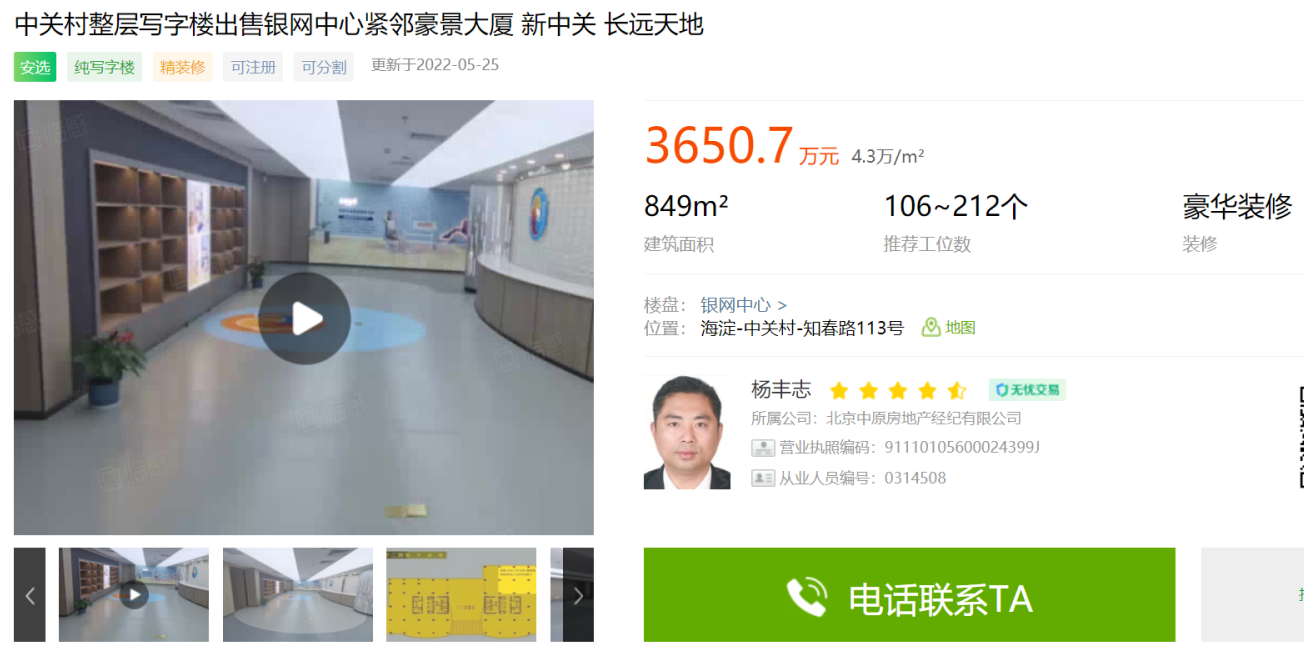 中关村整层写字楼出售银网中心紧邻豪景大厦 新中关 长远天地
安选 纯写字楼 精装修 可注册 可分割 更新于2022-05-25
3650.7 万元 4.3万/m²
849m² 106~212个 豪华装修
建筑面积 推荐工位数 装修
楼盘： 银网中心 >
位置： 海淀-中关村-知春路113号 地图
杨丰志 无忧交易
所属公司：北京中原房地产经纪有限公司
营业执照编码：91110105600024399J
从业人员编号：0314508
电话联系TA